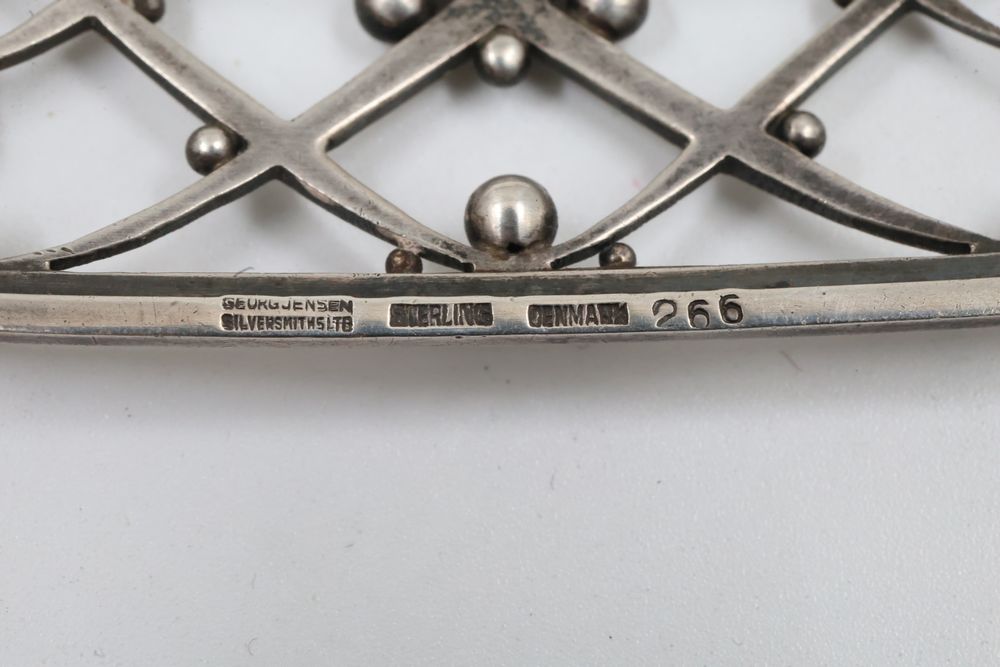 GEORG JENSEN
SILVERSMITHS LTD
STERLING
DENMARK
266